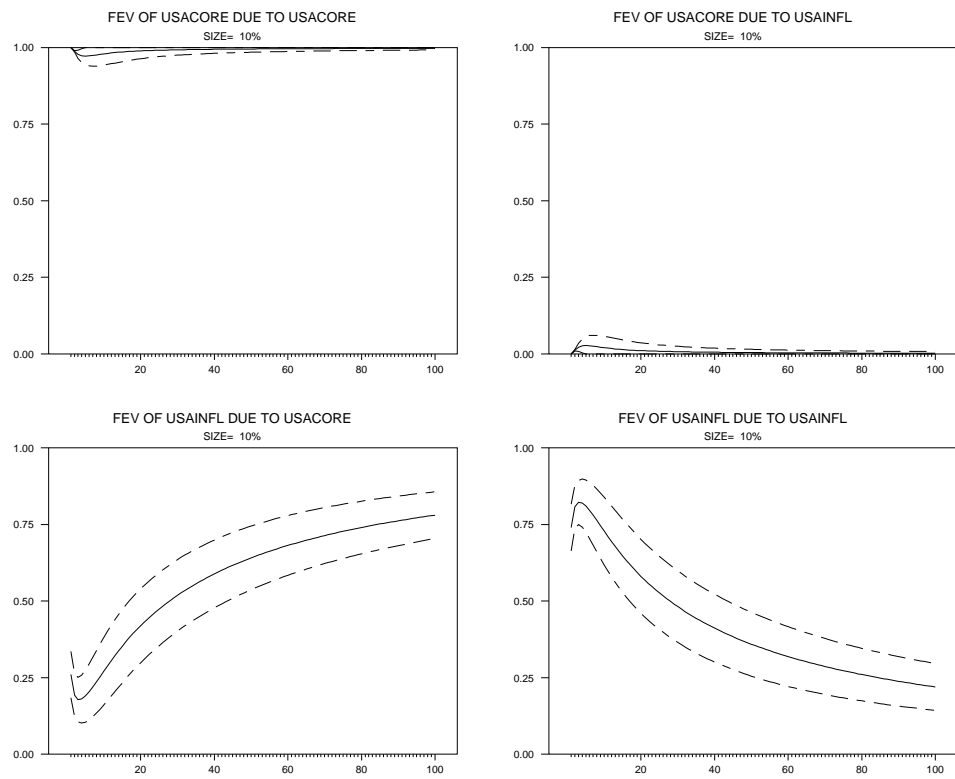 FEV OF USACORE DUE TO USACORE
SIZE= 10%
1.00
0.75
0.50
0.25
0.00
20 40 60 80 100
FEV OF USACORE DUE TO USAINFL
SIZE= 10%
1.00
0.75
0.50
0.25
0.00
20 40 60 80 100
FEV OF USAINFL DUE TO USACORE
SIZE= 10%
1.00
0.75
0.50
0.25
0.00
20 40 60 80 100
FEV OF USAINFL DUE TO USAINFL
SIZE= 10%
1.00
0.75
0.50
0.25
0.00
20 40 60 80 100